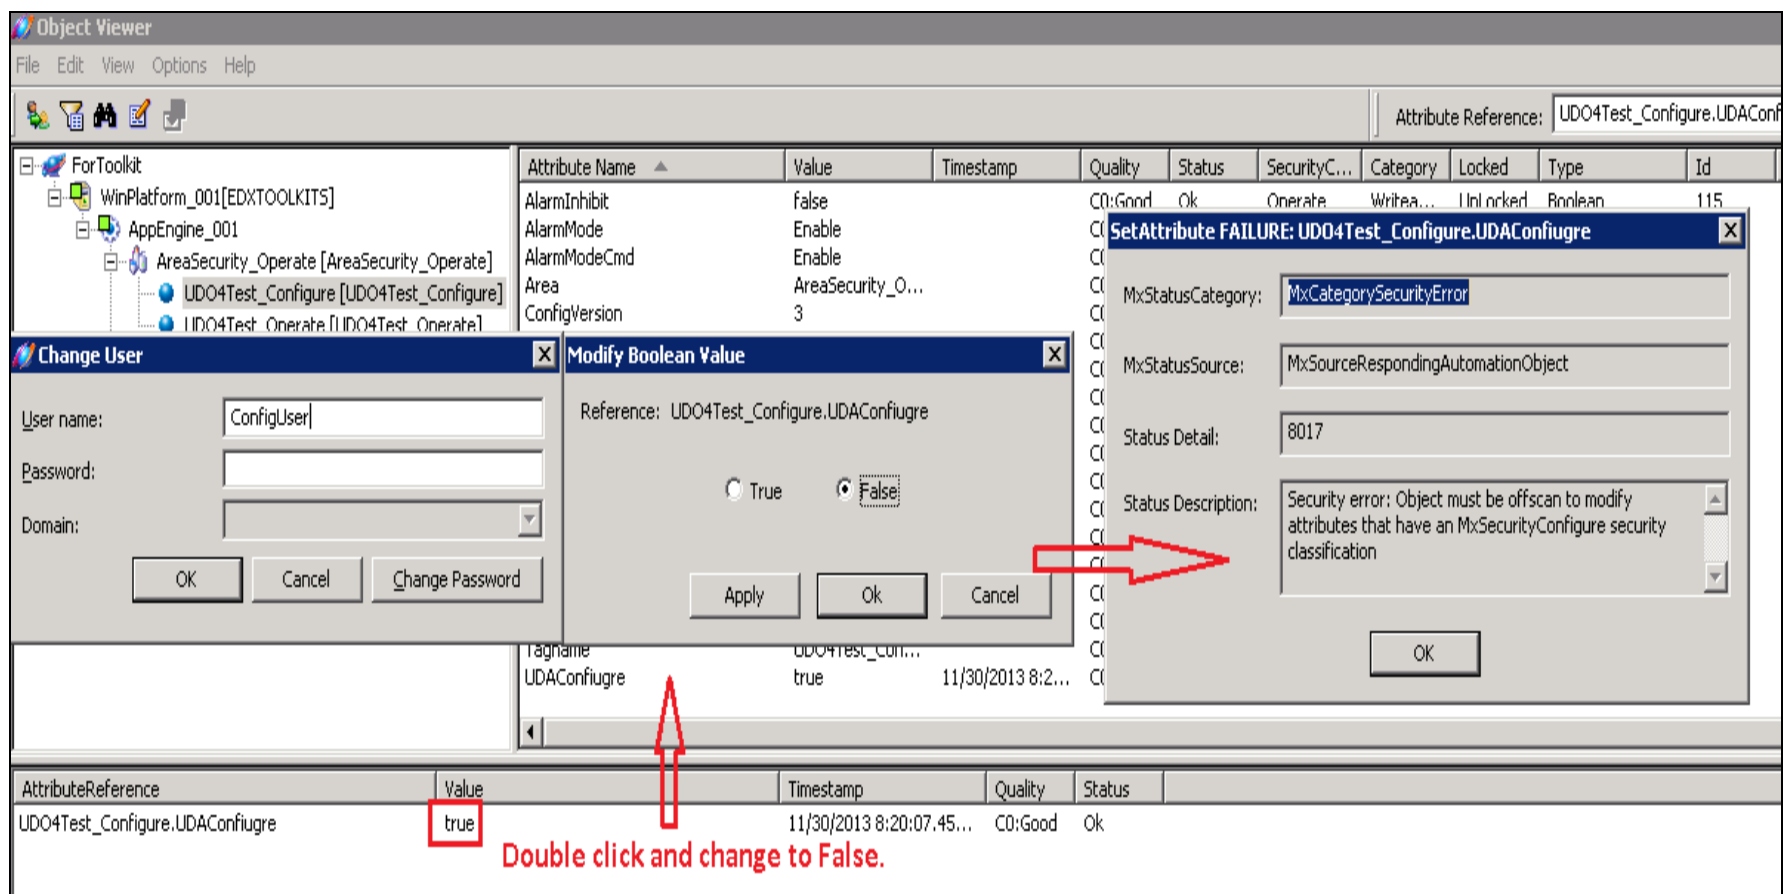 Object Viewer
File Edit View Options Help
Attribute Reference: UDO4Test_Configure.UDAConf
ForToolkit
WinPlatform_001[EDXTOOLKIT5]
AppEngine_001
AreaSecurity_Operate [AreaSecurity_Operate]
UDO4Test_Configure [UDO4Test_Configure]
UDO4Test_Operate [UDO4Test_Operate]
Attribute Name Value Timestamp Quality Status SecurityC... Category Locked Type Id
AlarmInhibit false C0:Good Ok Operate Writea... UnLocked Boolean 115
AlarmMode Enable
AlarmModeCmd Enable
Area AreaSecurity_O...
ConfigVersion 3
Tagname UDO4Test_Con...
UDAConfiugre true 11/30/2013 8:2...
Change User
User name: ConfigUser
Password:
Domain:
OK Cancel Change Password
Modify Boolean Value
Reference: UDO4Test_Configure.UDAConfiugre
True False
Apply Ok Cancel
SetAttribute FAILURE: UDO4Test_Configure.UDAConfiugre
MxStatusCategory: MxCategorySecurityError
MxStatusSource: MxSourceRespondingAutomationObject
Status Detail: 8017
Status Description: Security error: Object must be offscan to modify
attributes that have an MxSecurityConfigure security
classification
OK
AttributeReference Value Timestamp Quality Status
UDO4Test_Configure.UDAConfiugre true 11/30/2013 8:20:07.45... C0:Good Ok
Double click and change to False.